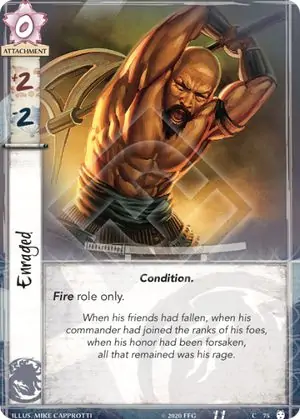 0
ATTACHMENT
+2
-2
Enraged
Condition.
Fire role only.
When his friends had fallen, when his
commander had joined the ranks of his foes,
when his honor had been forsaken,
all that remained was his rage.
ILLUS. MIKE CAPPROTTI
© 2020 FFG
11
C 75